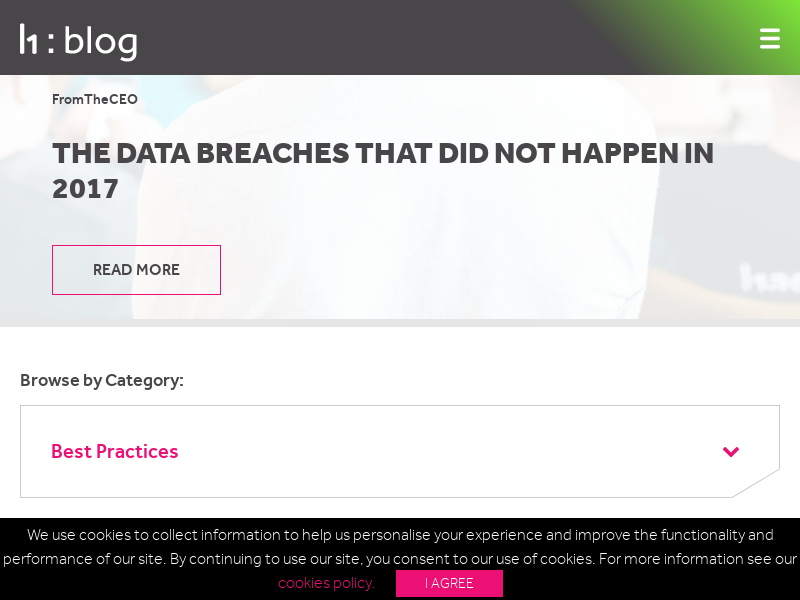 h1 : blog
FromTheCEO
THE DATA BREACHES THAT DID NOT HAPPEN IN
2017
READ MORE
Browse by Category:
Best Practices
We use cookies to collect information to help us personalise your experience and improve the functionality and
performance of our site. By continuing to use our site, you consent to our use of cookies. For more information see our
cookies policy. I AGREE